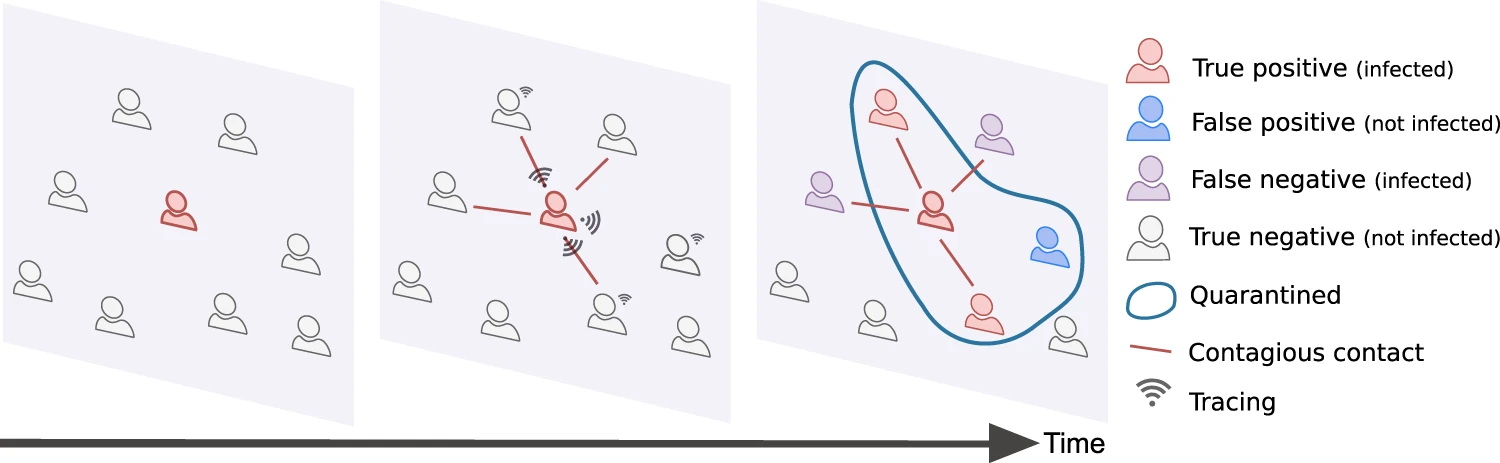 True positive (infected)
False positive (not infected)
False negative (infected)
True negative (not infected)
Quarantined
Contagious contact
Tracing
Time